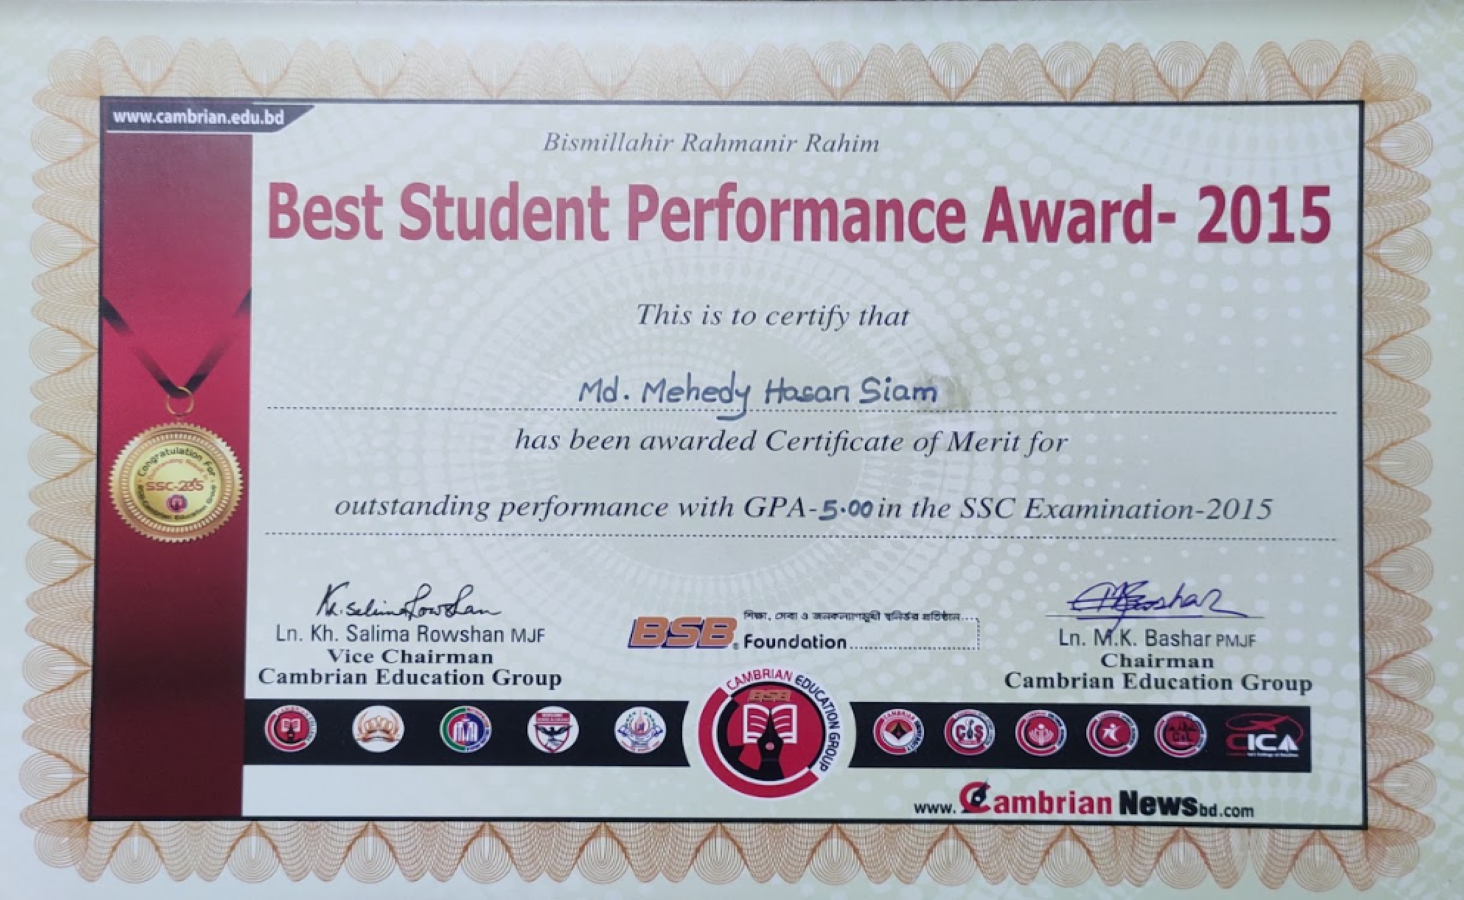 www.cambrian.edu.bd
Bismillahir Rahmanir Rahim
Best Student Performance Award- 2015
This is to certify that
Md. Mehedy Hasan Siam
has been awarded Certificate of Merit for
outstanding performance with GPA-5.00 in the SSC Examination-2015
Congratulation For
SSC-2015
Kh. Salima Rowshan
Ln. Kh. Salima Rowshan MJF
Vice Chairman
Cambrian Education Group
BSB® Foundation
শিক্ষা, সেবা ও জনকল্যাণমুখী স্বনির্ভর প্রতিষ্ঠান...
MKBashar
Ln. M.K. Bashar PMJF
Chairman
Cambrian Education Group
CAMBRIAN EDUCATION GROUP
BSB
CICA
www.Cambrian Newsbd.com